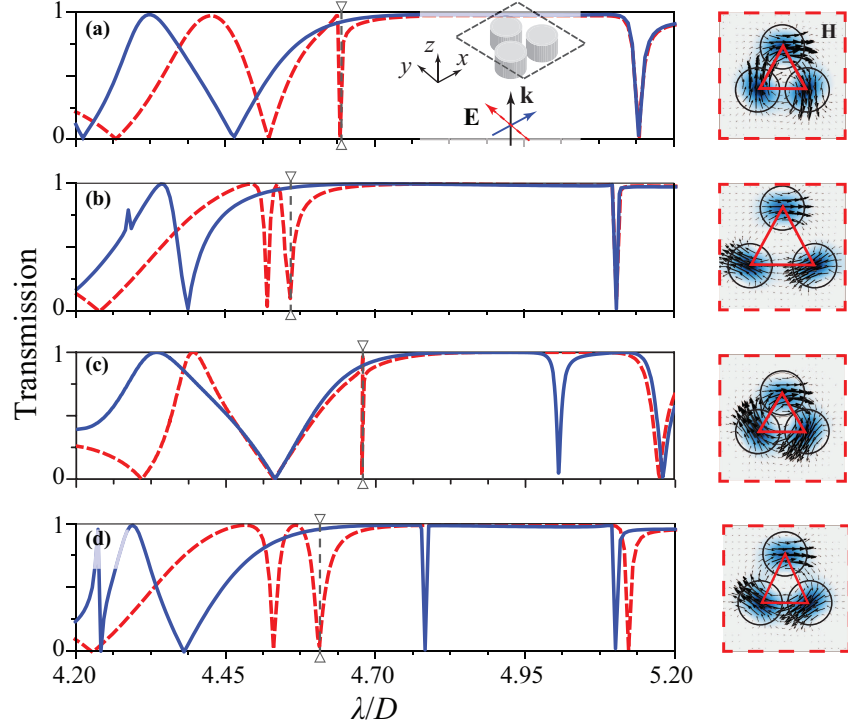 1
(a)
z
y
x
k
E
0
H
1
(b)
0
1
(c)
0
1
(d)
0
Transmission
4.20 4.45 4.70 4.95 5.20
λ/D